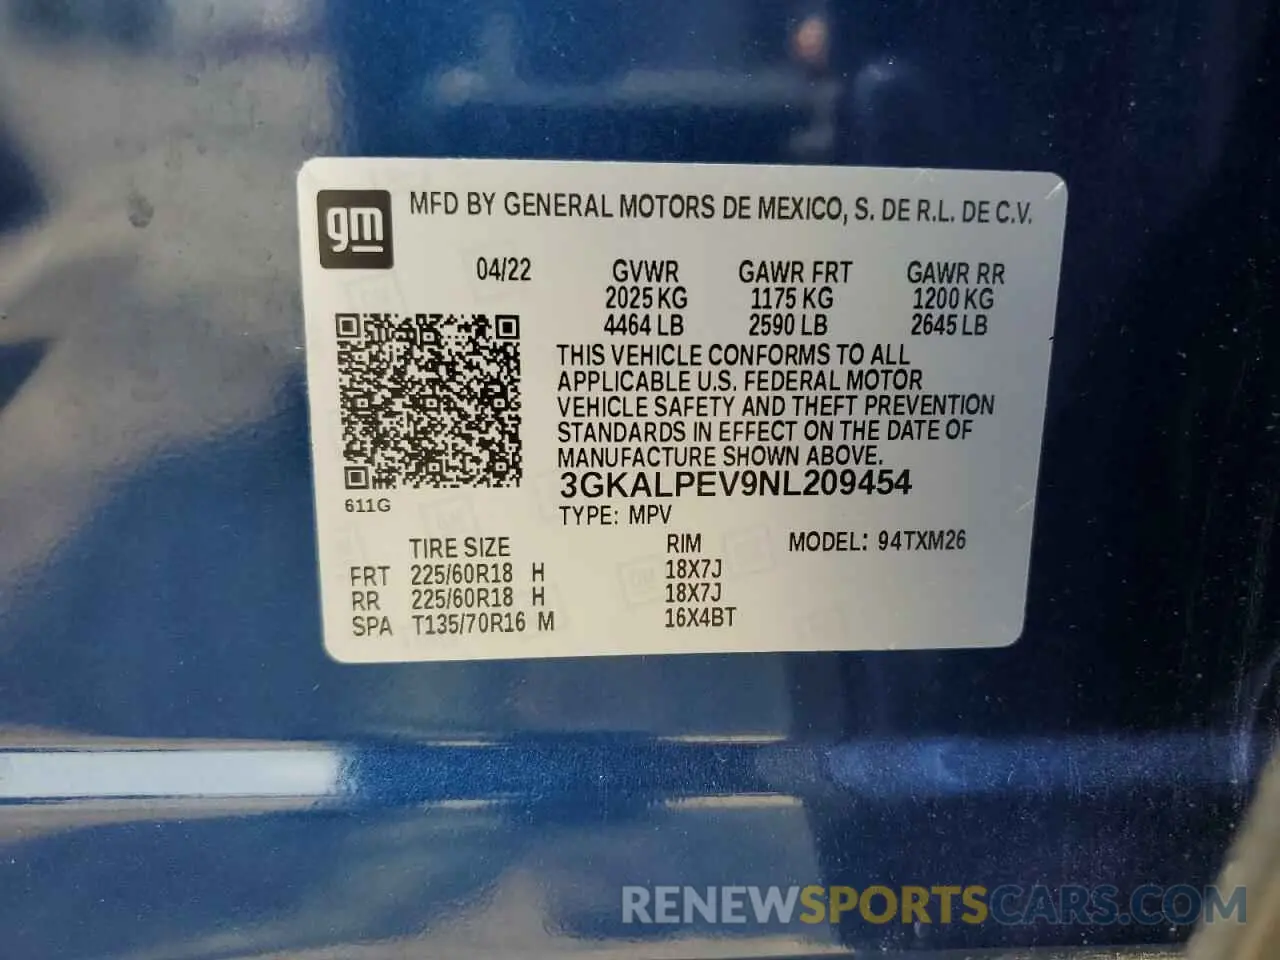 gm
MFD BY GENERAL MOTORS DE MEXICO, S. DE R.L. DE C.V.
04/22 GVWR GAWR FRT GAWR RR
2025 KG 1175 KG 1200 KG
4464 LB 2590 LB 2645 LB
THIS VEHICLE CONFORMS TO ALL
APPLICABLE U.S. FEDERAL MOTOR
VEHICLE SAFETY AND THEFT PREVENTION
STANDARDS IN EFFECT ON THE DATE OF
MANUFACTURE SHOWN ABOVE.
3GKALPEV9NL209454
611G
TYPE: MPV
TIRE SIZE RIM MODEL: 94TXM26
FRT 225/60R18 H 18X7J
RR 225/60R18 H 18X7J
SPA T135/70R16 M 16X4BT
RENEWSPORTSCARS.COM